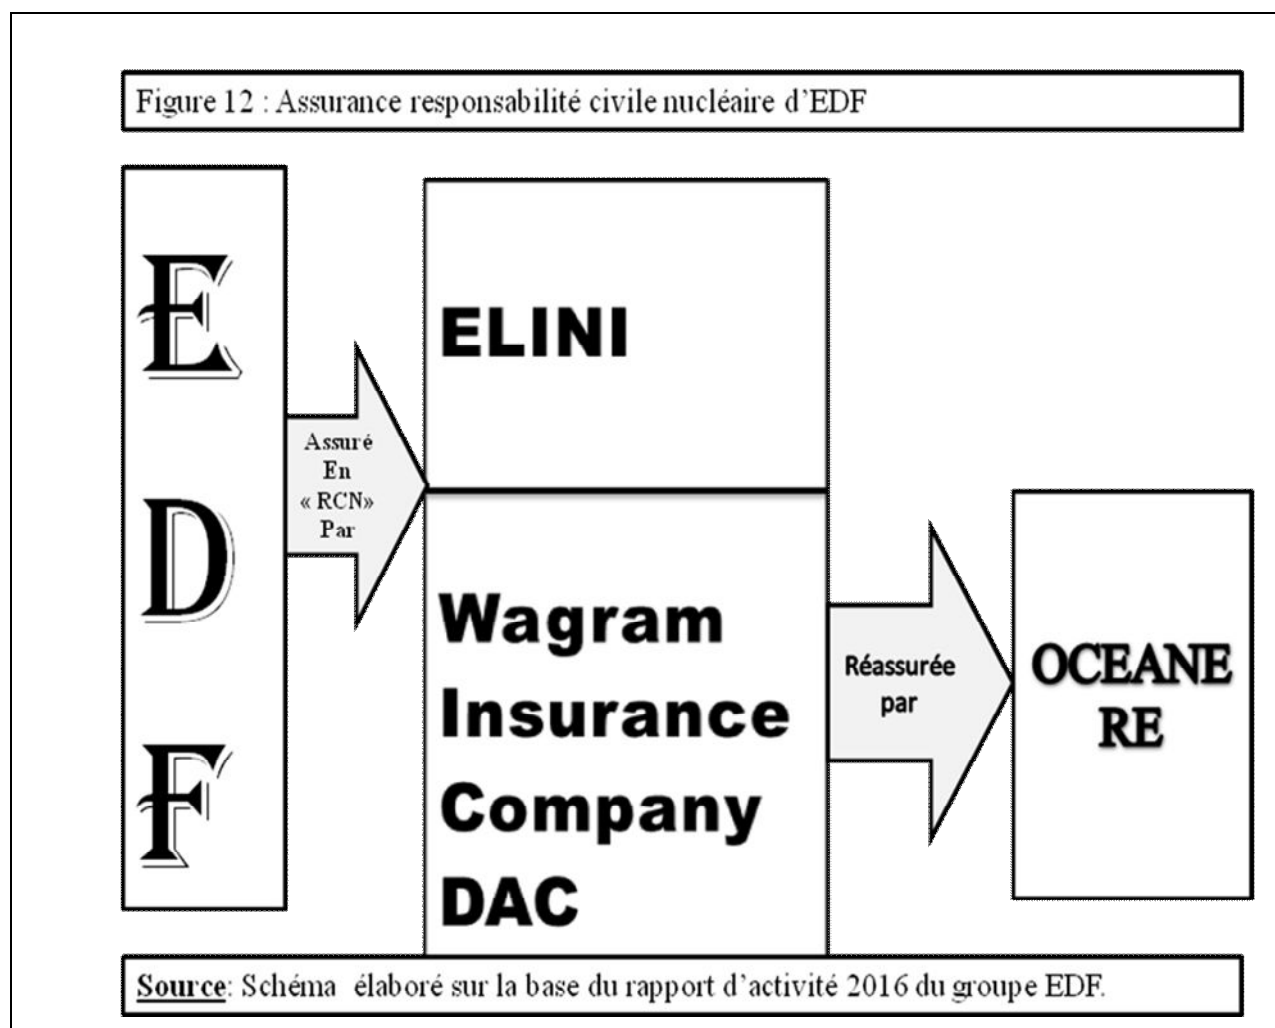 Figure 12 : Assurance responsabilité civile nucléaire d’EDF
E
D
F
Assuré
En
« RCN»
Par
ELINI
Wagram
Insurance
Company
DAC
Réassurée
par
OCEANE
RE
Source: Schéma élaboré sur la base du rapport d’activité 2016 du groupe EDF.